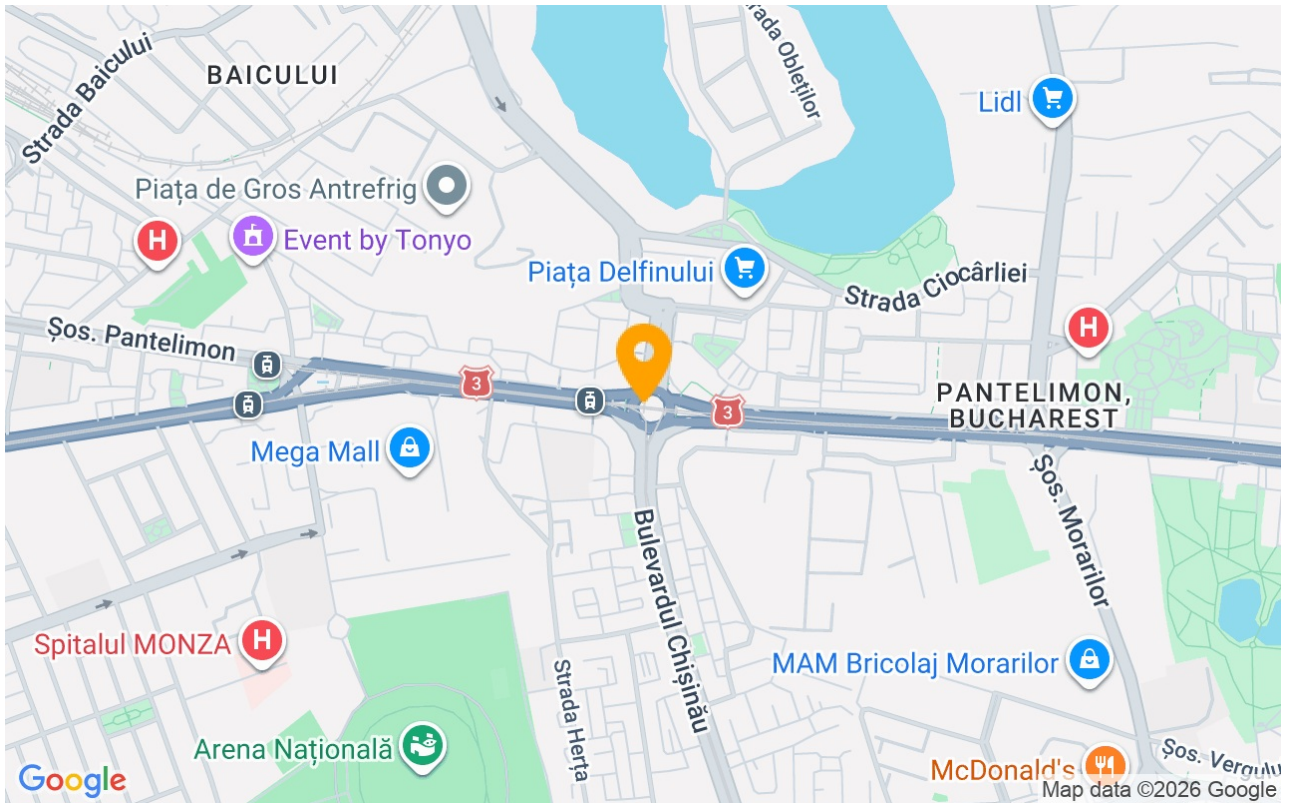 Strada Baicului
BAICULUI
Strada Obleților
Lidl
Piața de Gros Antrefrig
H
Event by Tonyo
Piața Delfinului
Strada Ciocârliei
H
Șos. Pantelimon
3
3
PANTELIMON,
BUCHAREST
Mega Mall
Șos. Morarilor
Bulevardul Chișinău
Spitalul MONZA
H
Strada Herța
MAM Bricolaj Morarilor
Arena Națională
McDonald's
Șos. Vergulu
Google
Map data ©2026 Google